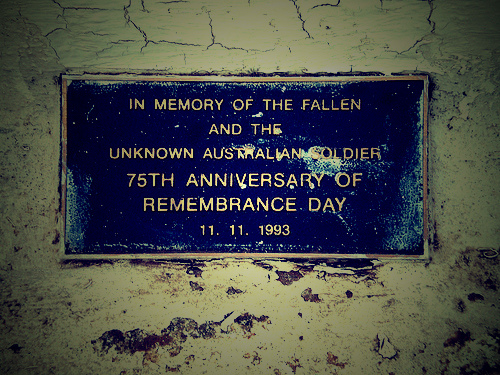 IN MEMORY OF THE FALLEN
AND THE
UNKNOWN AUSTRALIAN SOLDIER
75TH ANNIVERSARY OF
REMEMBRANCE DAY
11. 11. 1993